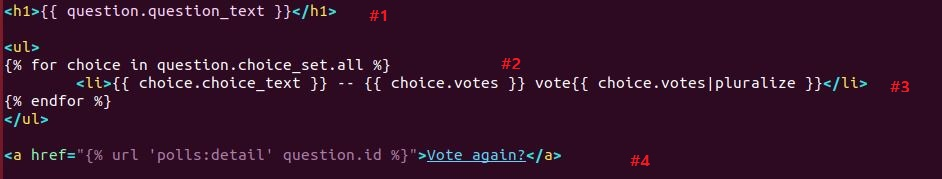 <h1>{{ question.question_text }}</h1> #1
<ul>
{% for choice in question.choice_set.all %} #2
<li>{{ choice.choice_text }} -- {{ choice.votes }} vote{{ choice.votes|pluralize }}</li> #3
{% endfor %}
</ul>
<a href="{% url 'polls:detail' question.id %}">Vote again?</a> #4